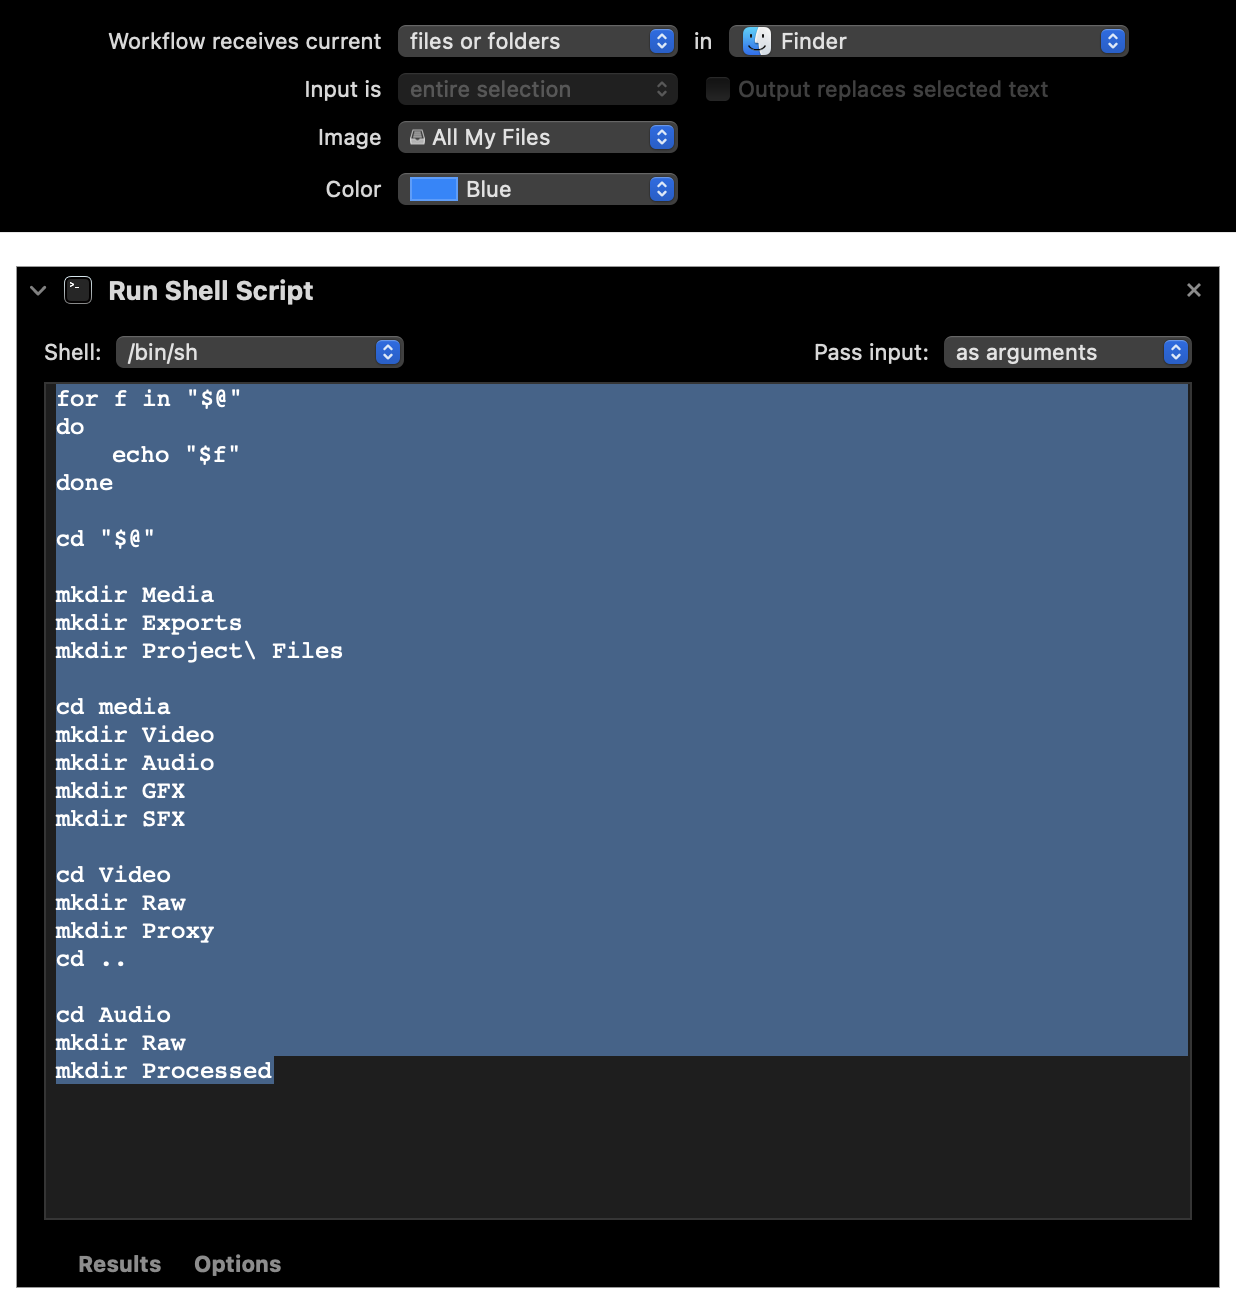 Workflow receives current files or folders in Finder
Input is entire selection Output replaces selected text
Image All My Files
Color Blue
Run Shell Script
Shell: /bin/sh Pass input: as arguments
for f in "$@"
do
    echo "$f"
done

cd "$@"

mkdir Media
mkdir Exports
mkdir Project\ Files

cd media
mkdir Video
mkdir Audio
mkdir GFX
mkdir SFX

cd Video
mkdir Raw
mkdir Proxy
cd ..

cd Audio
mkdir Raw
mkdir Processed
Results Options